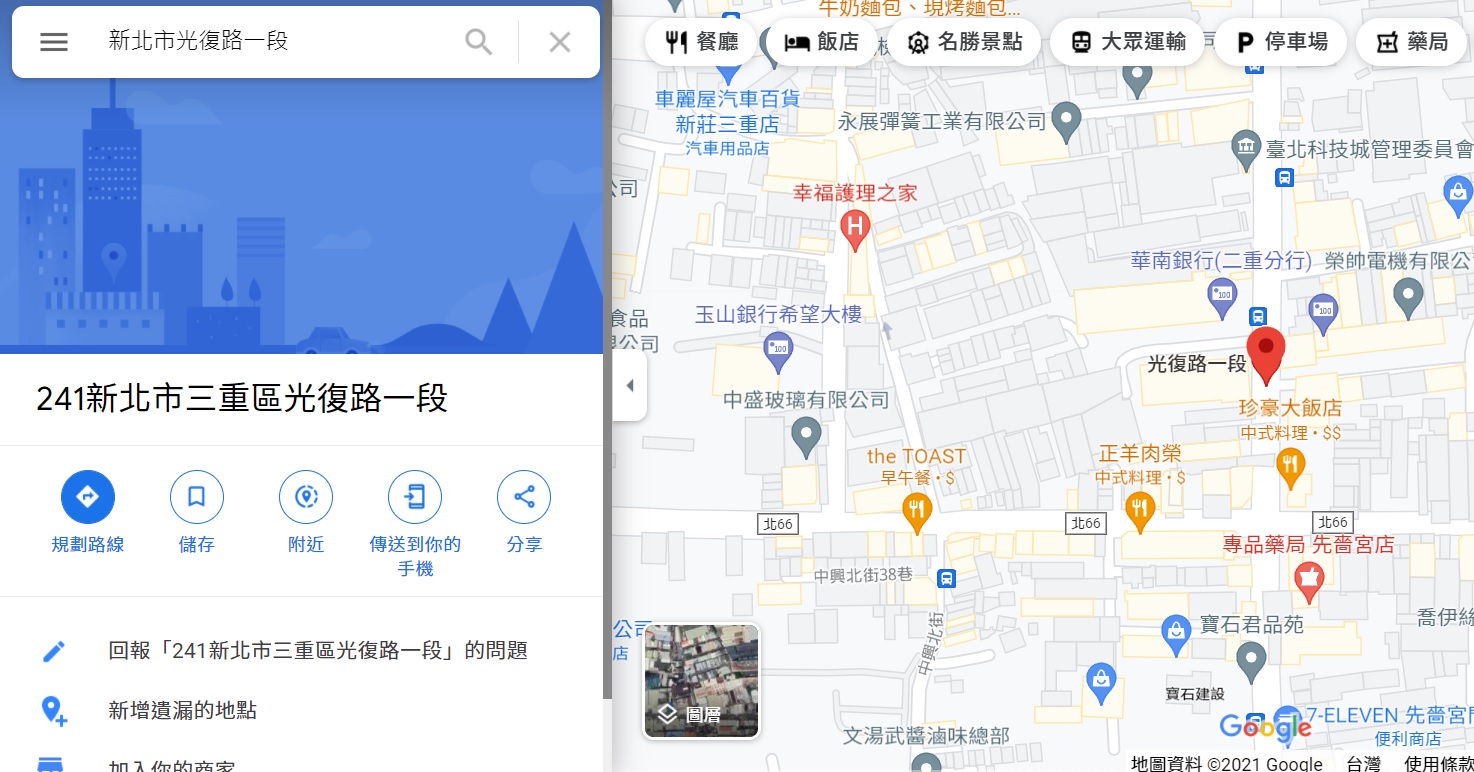 新北市光復路一段
241新北市三重區光復路一段
規劃路線
儲存
附近
傳送到你的
手機
分享
回報「241新北市三重區光復路一段」的問題
新增遺漏的地點
加入你的商家
牛奶麵包、現烤麵包...
餐廳
飯店
名勝景點
大眾運輸
停車場
藥局
司
車麗屋汽車百貨
新莊三重店
汽車用品店
永展彈簧工業有限公司
臺北科技城管理委員會
公司
幸福護理之家
華南銀行(二重分行)
榮帥電機有限公
玉山銀行希望大樓
食品
限公司
光復路一段
中盛玻璃有限公司
珍豪大飯店
中式料理・$$
the TOAST
早午餐・$
正羊肉榮
中式料理・$
北66
北66
北66
專品藥局 先嗇宮店
中興北街38巷
中興北街
公司
店
寶石君品苑
喬伊絲
寶石建設
圖層
文湯武醬滷味總部
Google
7-ELEVEN 先嗇宮門
便利商店
地圖資料 ©2021 Google
台灣
使用條款